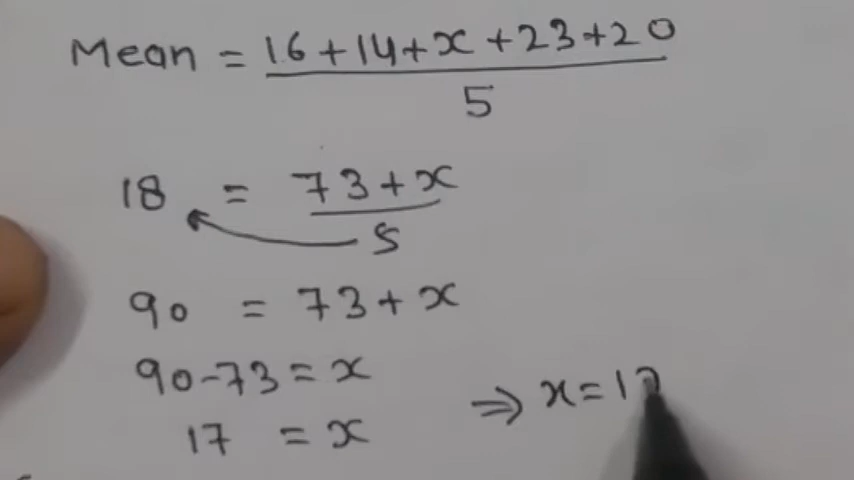 Mean = 16+14+x+23+20
5
18 = 73+x
5
90 = 73+x
90-73=x
17 = x
⇒ x=1